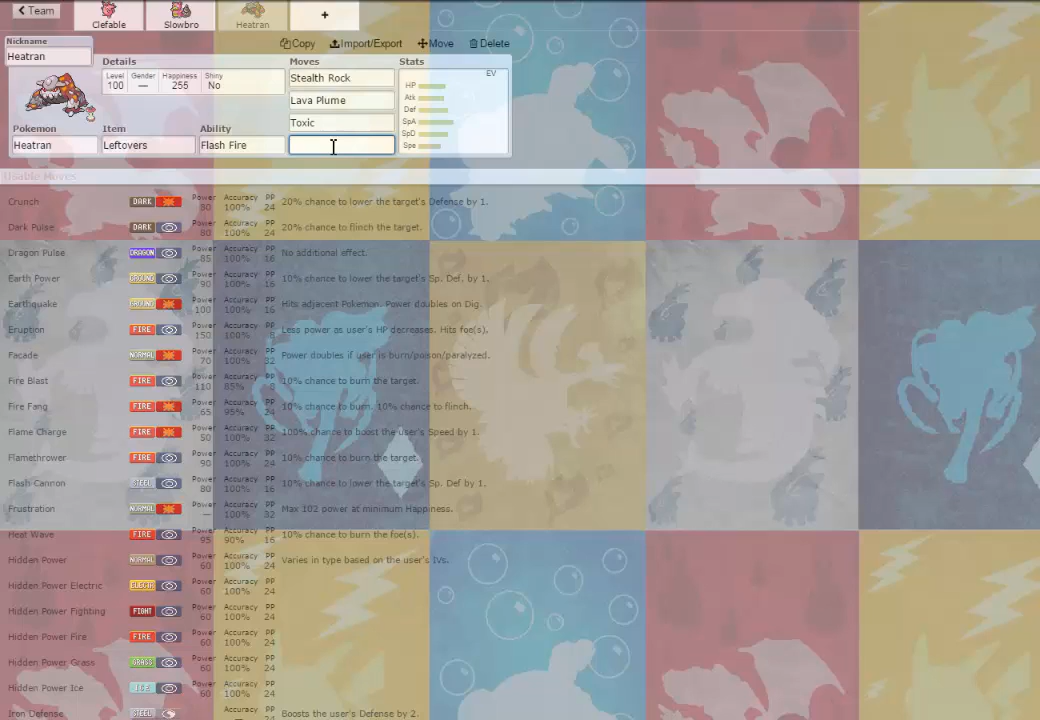 Team
Clefable
Slowbro
Heatran
+
Nickname
Heatran
Copy Import/Export Move Delete
Details
Level Gender Happiness Shiny
100 — 255 No
Moves
Stealth Rock
Lava Plume
Toxic
Stats
EV
HP
Atk
Def
SpA
SpD
Spe
Pokemon Item Ability
Heatran Leftovers Flash Fire
Usable Moves
Crunch DARK Power 80 Accuracy 100% PP 24 20% chance to lower the target's Defense by 1.
Dark Pulse DARK Power 80 Accuracy 100% PP 24 20% chance to flinch the target.
Dragon Pulse DRAGON Power 85 Accuracy 100% PP 16 No additional effect.
Earth Power GROUND Power 90 Accuracy 100% PP 16 10% chance to lower the target's Sp. Def. by 1.
Earthquake GROUND Power 100 Accuracy 100% PP 16 Hits adjacent Pokemon. Power doubles on Dig.
Eruption FIRE Power 150 Accuracy 100% PP 8 Less power as user's HP decreases. Hits foe(s).
Facade NORMAL Power 70 Accuracy 100% PP 32 Power doubles if user is burn/poison/paralyzed.
Fire Blast FIRE Power 110 Accuracy 85% PP 8 10% chance to burn the target.
Fire Fang FIRE Power 65 Accuracy 95% PP 24 10% chance to burn. 10% chance to flinch.
Flame Charge FIRE Power 50 Accuracy 100% PP 32 100% chance to boost the user's Speed by 1.
Flamethrower FIRE Power 90 Accuracy 100% PP 24 10% chance to burn the target.
Flash Cannon STEEL Power 80 Accuracy 100% PP 16 10% chance to lower the target's Sp. Def by 1.
Frustration NORMAL Power — Accuracy 100% PP 32 Max 102 power at minimum Happiness.
Heat Wave FIRE Power 95 Accuracy 90% PP 16 10% chance to burn the foe(s).
Hidden Power NORMAL Power 60 Accuracy 100% PP 24 Varies in type based on the user's IVs.
Hidden Power Electric ELECTR Power 60 Accuracy 100% PP 24
Hidden Power Fighting FIGHT Power 60 Accuracy 100% PP 24
Hidden Power Fire FIRE Power 60 Accuracy 100% PP 24
Hidden Power Grass GRASS Power 60 Accuracy 100% PP 24
Hidden Power Ice ICE Power 60 Accuracy 100% PP 24
Iron Defense STEEL Accuracy — PP 24 Boosts the user's Defense by 2.